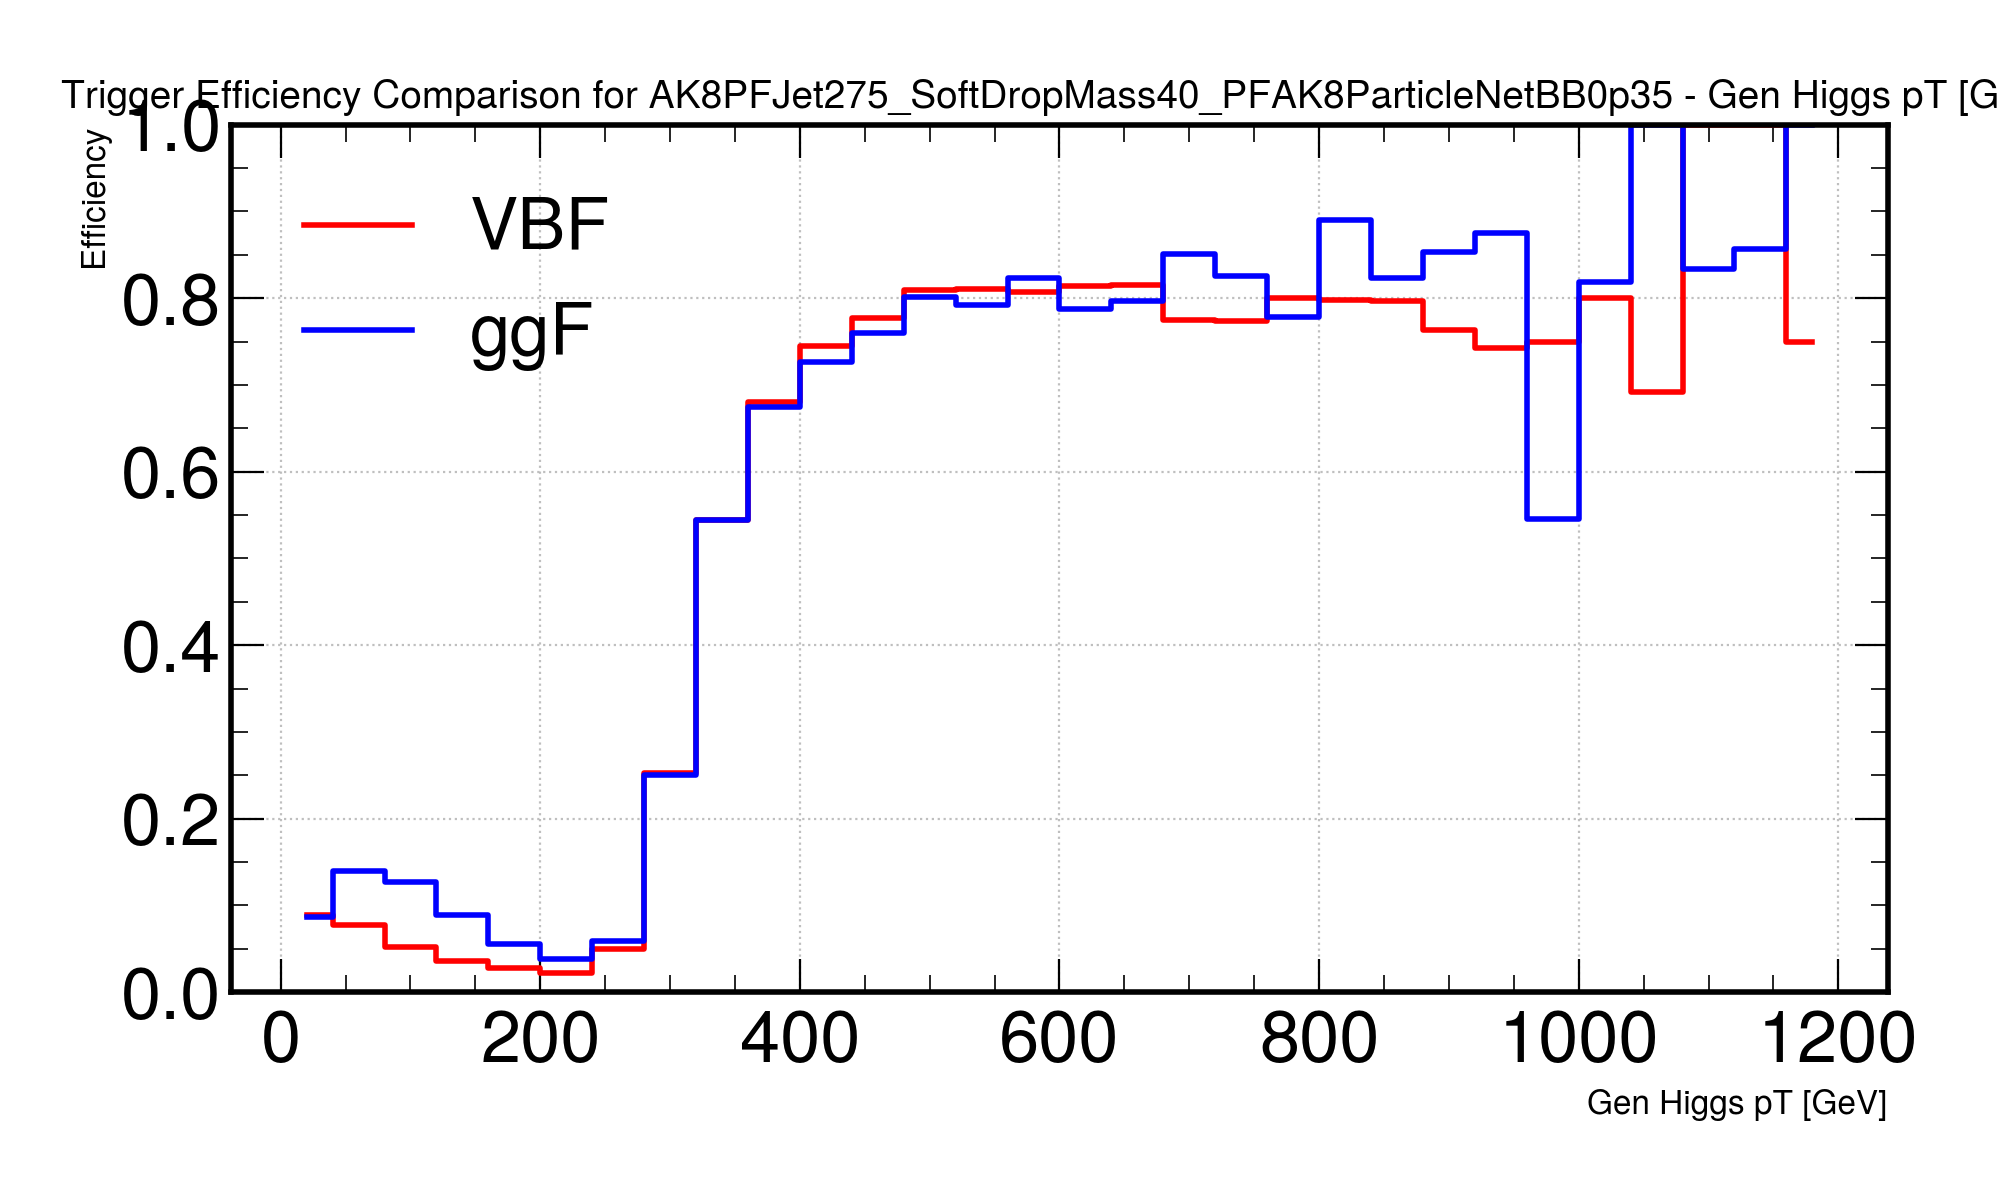 Trigger Efficiency Comparison for AK8PFJet275_SoftDropMass40_PFAK8ParticleNetBB0p35 - Gen Higgs pT [G
Efficiency
1.0
0.8
0.6
0.4
0.2
0.0
VBF
ggF
0 200 400 600 800 1000 1200
Gen Higgs pT [GeV]